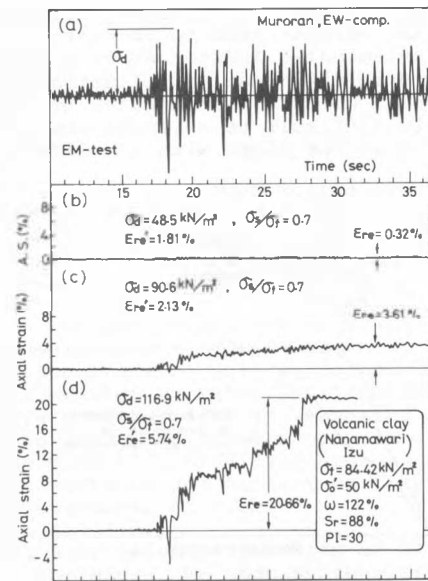 (a)
Muroran, EW-comp.
σd
EM-test
Time (sec)
15 20 25 30 35
(b)
A.S.(%)
8
4
0
σd=48.5 kN/m², σs/σf=0.7
Ere'=1.81%
Ere=0.32%
(c)
Axial strain(%)
8
4
0
σd=90.6 kN/m², σs/σf=0.7
Ere'=2.13%
Ere=3.61%
(d)
Axial strain (%)
20
16
12
8
4
0
-4
σd=116.9 kN/m²
σs/σf=0.7
Ere'=5.74%
Ere=20.66%
Volcanic clay
(Nanamawari)
Izu
σf=84.42 kN/m²
σo'=50 kN/m²
ω=122%
Sr=88%
PI=30